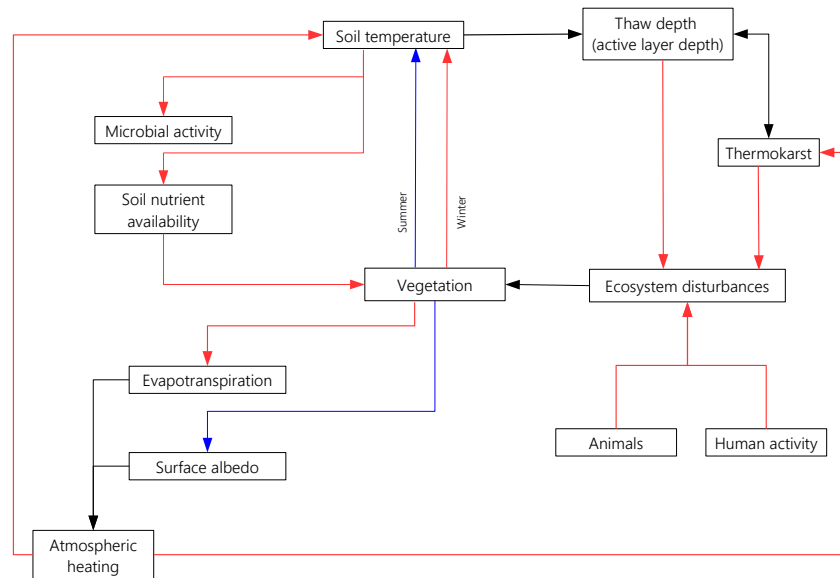 Soil temperature
Thaw depth
(active layer depth)
Microbial activity
Thermokarst
Soil nutrient
availability
Summer
Winter
Vegetation
Ecosystem disturbances
Evapotranspiration
Animals
Human activity
Surface albedo
Atmospheric
heating